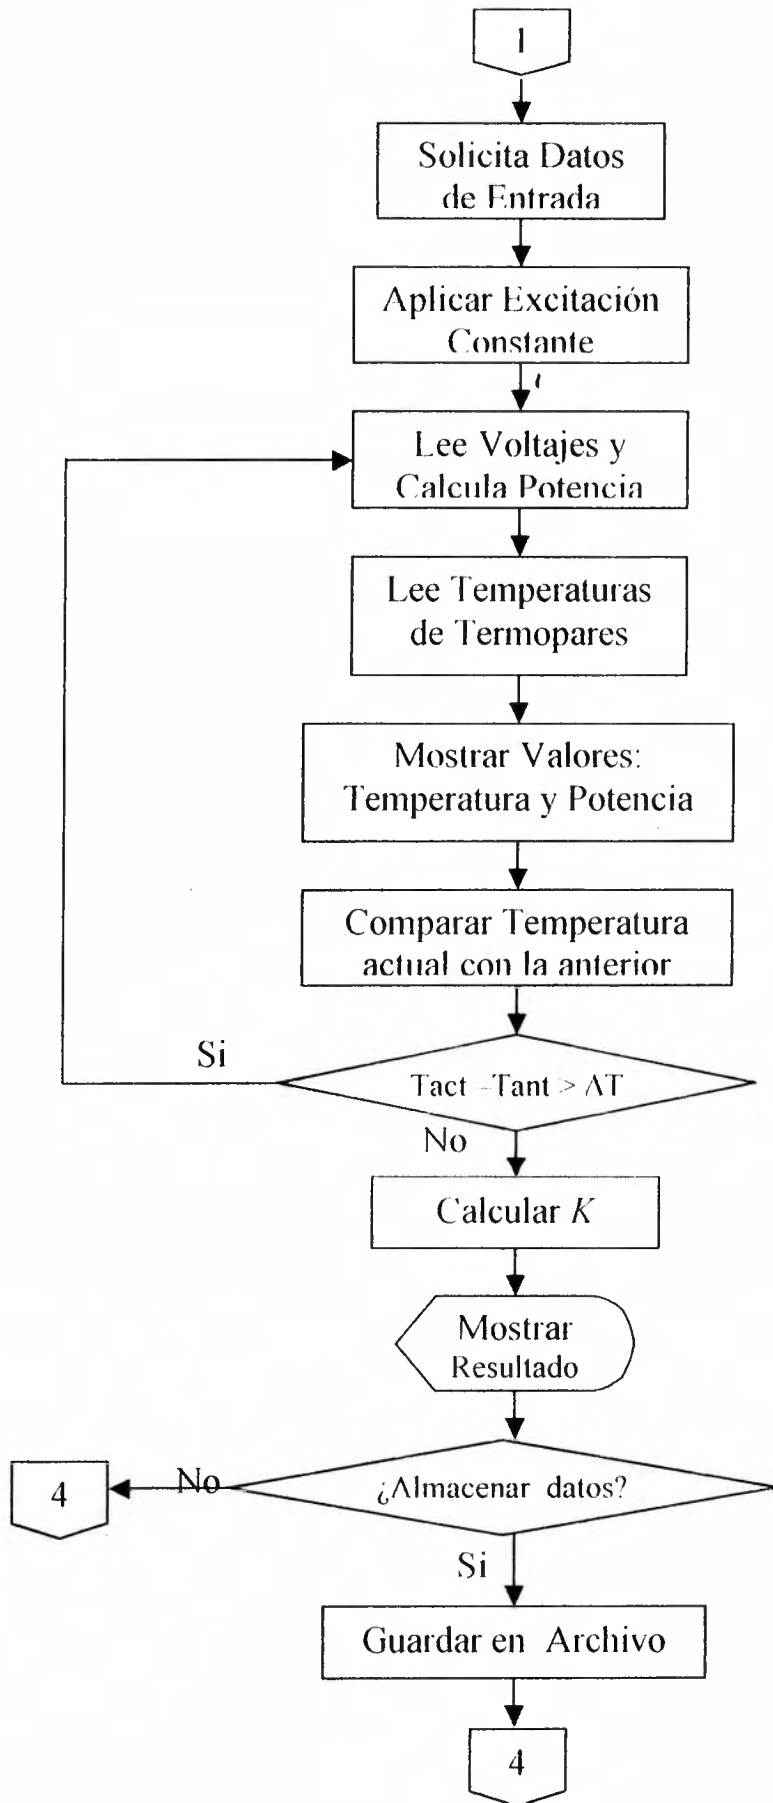 1
Solicita Datos
de Entrada
Aplicar Excitación
Constante
Lee Voltajes y
Calcula Potencia
Lee Temperaturas
de Termopares
Mostrar Valores:
Temperatura y Potencia
Comparar Temperatura
actual con la anterior
Si
Tact -Tant > ΔT
No
Calcular K
Mostrar
Resultado
4
No
¿Almacenar datos?
Si
Guardar en Archivo
4